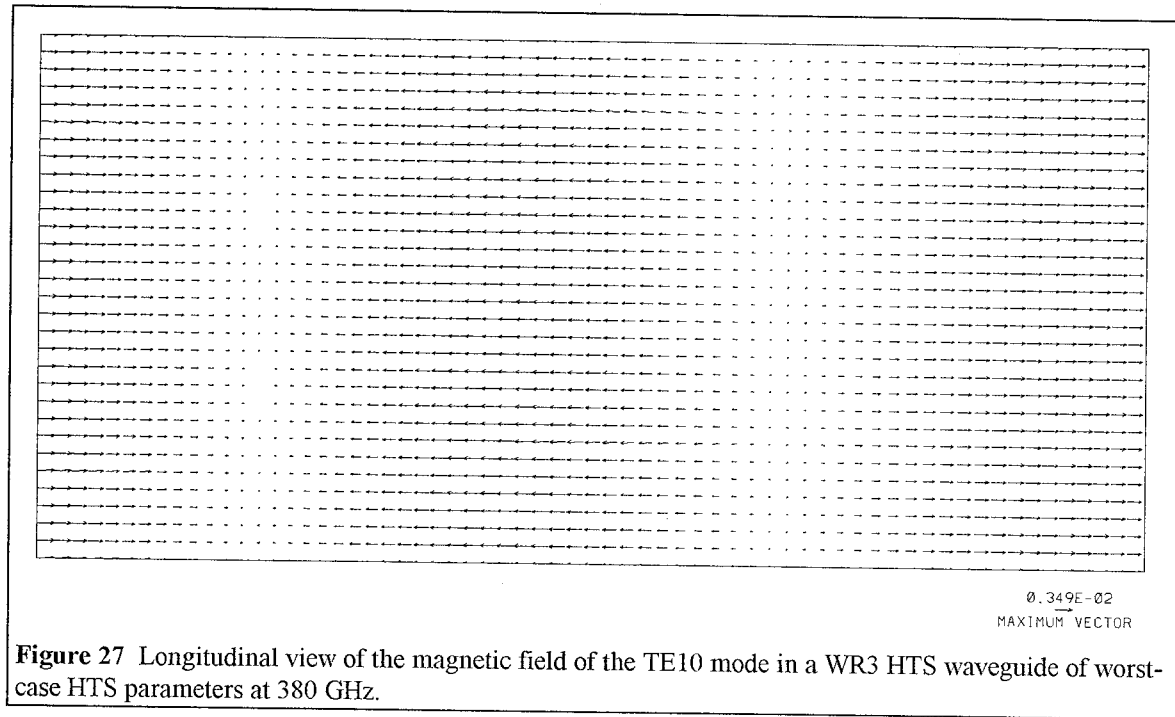 0.349E-02
MAXIMUM VECTOR
Figure 27 Longitudinal view of the magnetic field of the TE10 mode in a WR3 HTS waveguide of worst-
case HTS parameters at 380 GHz.